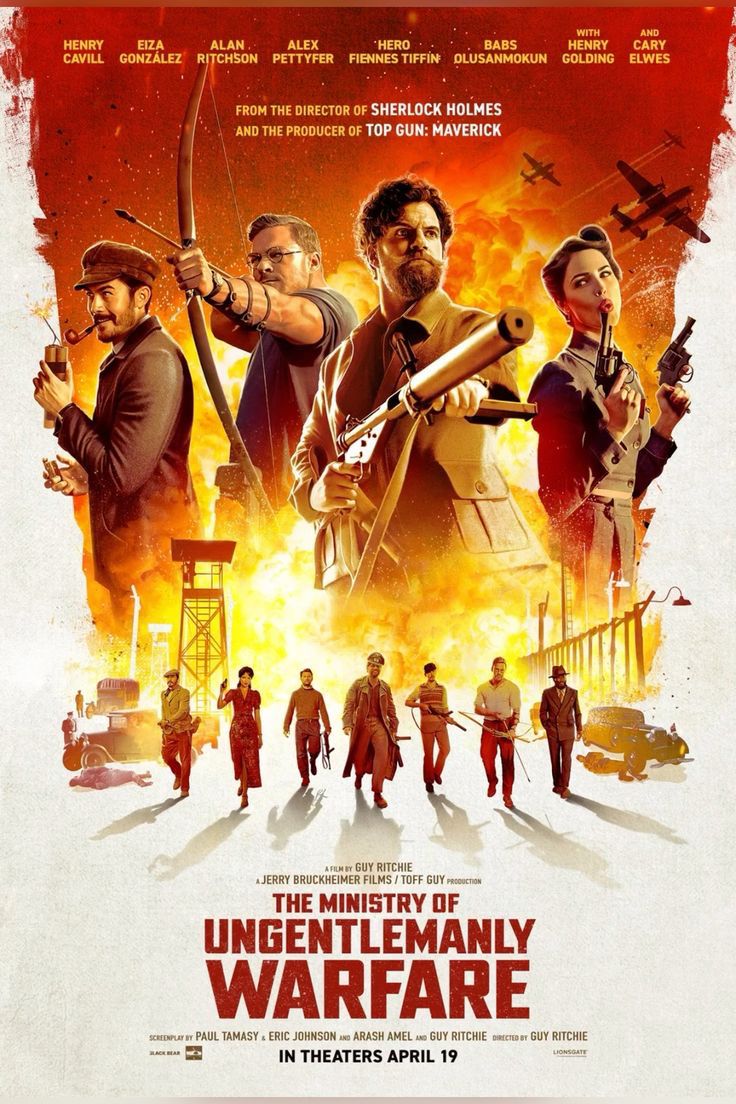 HENRY CAVILL
EIZA GONZÁLEZ
ALAN RITCHSON
ALEX PETTYFER
HERO FIENNES TIFFIN
BABS OLUSANMOKUN
WITH HENRY GOLDING
AND CARY ELWES
FROM THE DIRECTOR OF SHERLOCK HOLMES
AND THE PRODUCER OF TOP GUN: MAVERICK
A FILM BY GUY RITCHIE
A JERRY BRUCKHEIMER FILMS / TOFF GUY PRODUCTION
THE MINISTRY OF
UNGENTLEMANLY
WARFARE
SCREENPLAY BY PAUL TAMASY & ERIC JOHNSON AND ARASH AMEL AND GUY RITCHIE DIRECTED BY GUY RITCHIE
BLACK BEAR
IN THEATERS APRIL 19
LIONSGATE